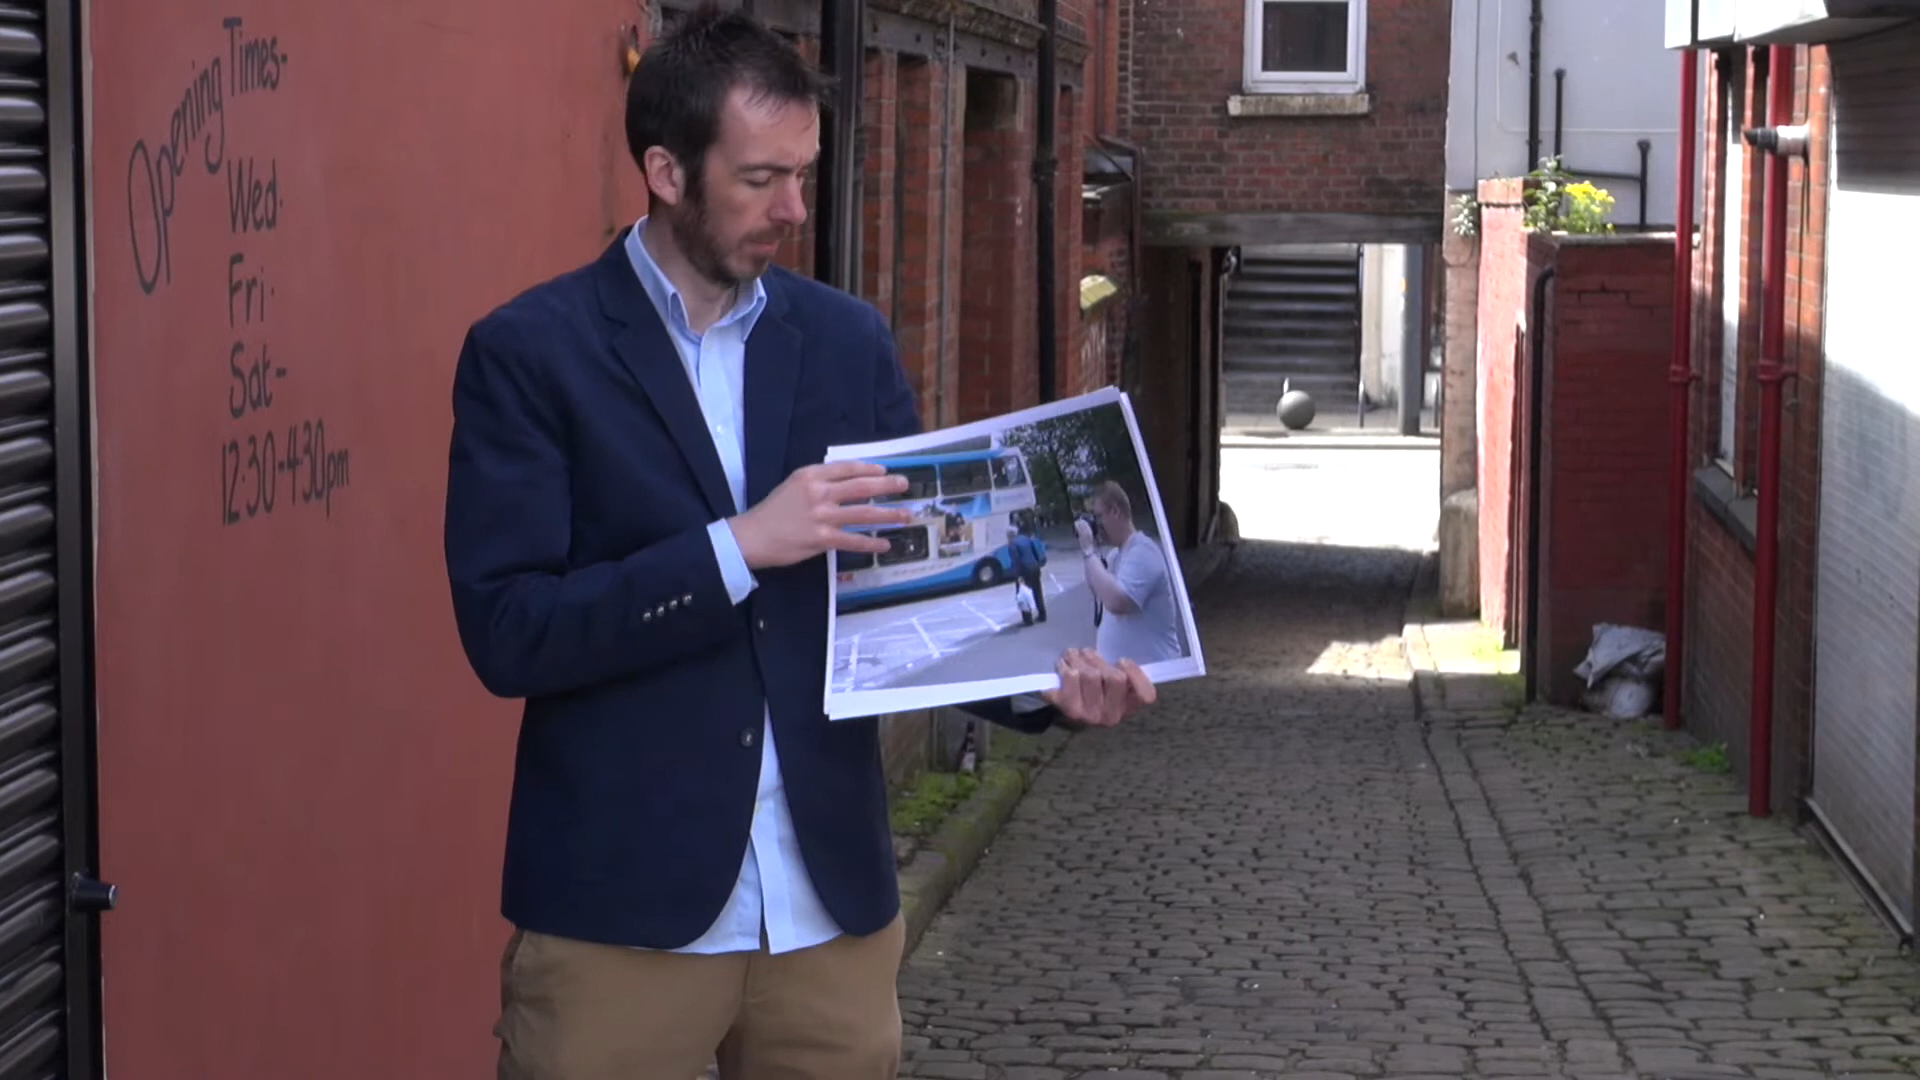 Opening Times-
Wed.
Fri.
Sat-
12.30-4.30pm